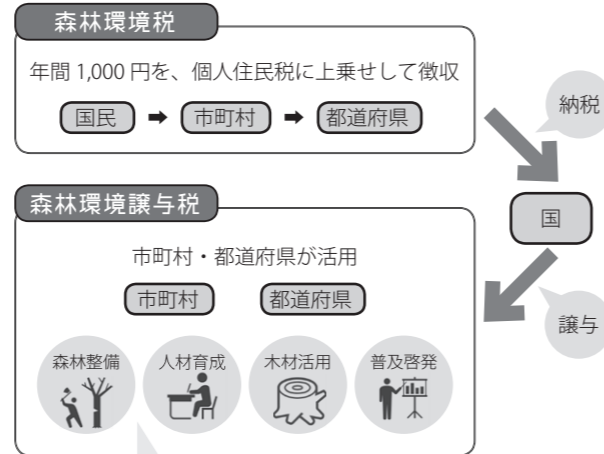 森林環境税
年間 1,000 円を、個人住民税に上乗せして徴収
国民 ➡ 市町村 ➡ 都道府県
納税
国
森林環境譲与税
市町村・都道府県が活用
市町村 都道府県
譲与
森林整備 人材育成 木材活用 普及啓発